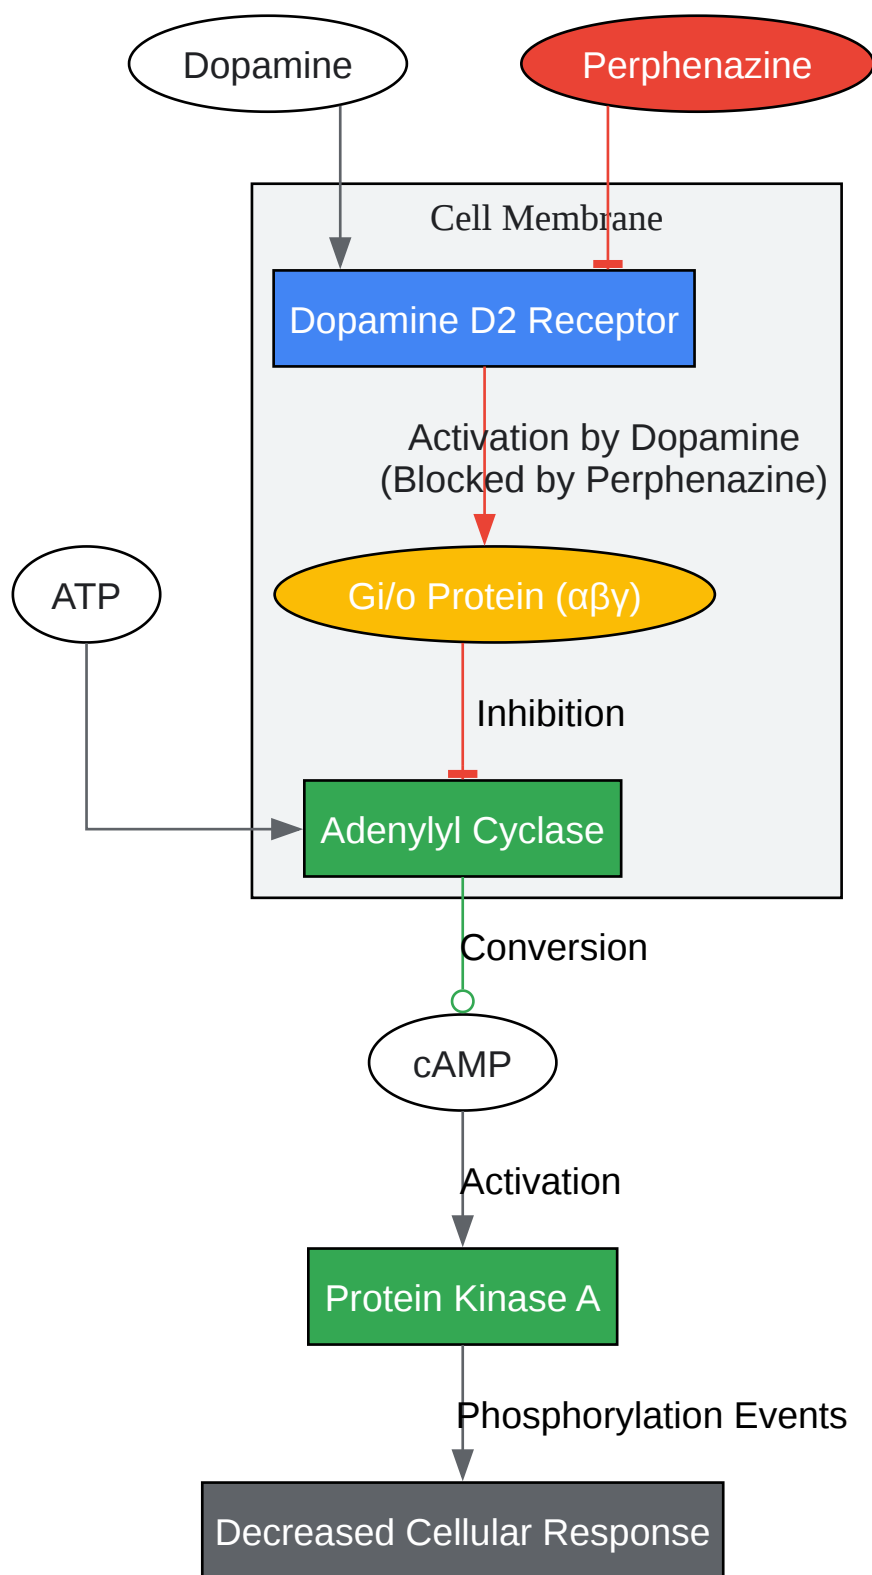 Dopamine
Perphenazine
Cell Membrane
Dopamine D2 Receptor
Activation by Dopamine
(Blocked by Perphenazine)
ATP
Gi/o Protein (αβγ)
Inhibition
Adenylyl Cyclase
Conversion
cAMP
Activation
Protein Kinase A
Phosphorylation Events
Decreased Cellular Response